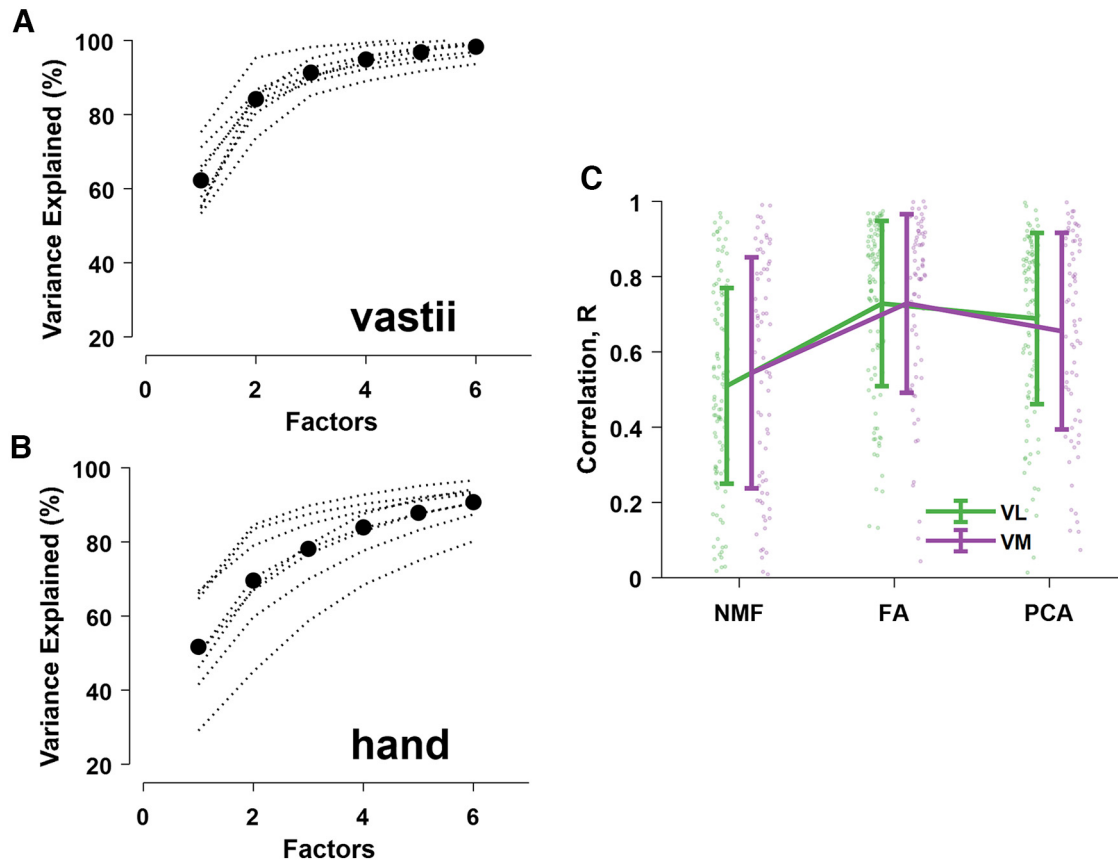 A
Variance Explained (%)
100
80
60
40
20
vastii
0 2 4 6
Factors
B
Variance Explained (%)
100
80
60
40
20
hand
0 2 4 6
Factors
C
Correlation, R
1
0.8
0.6
0.4
0.2
0
VL
VM
NMF FA PCA